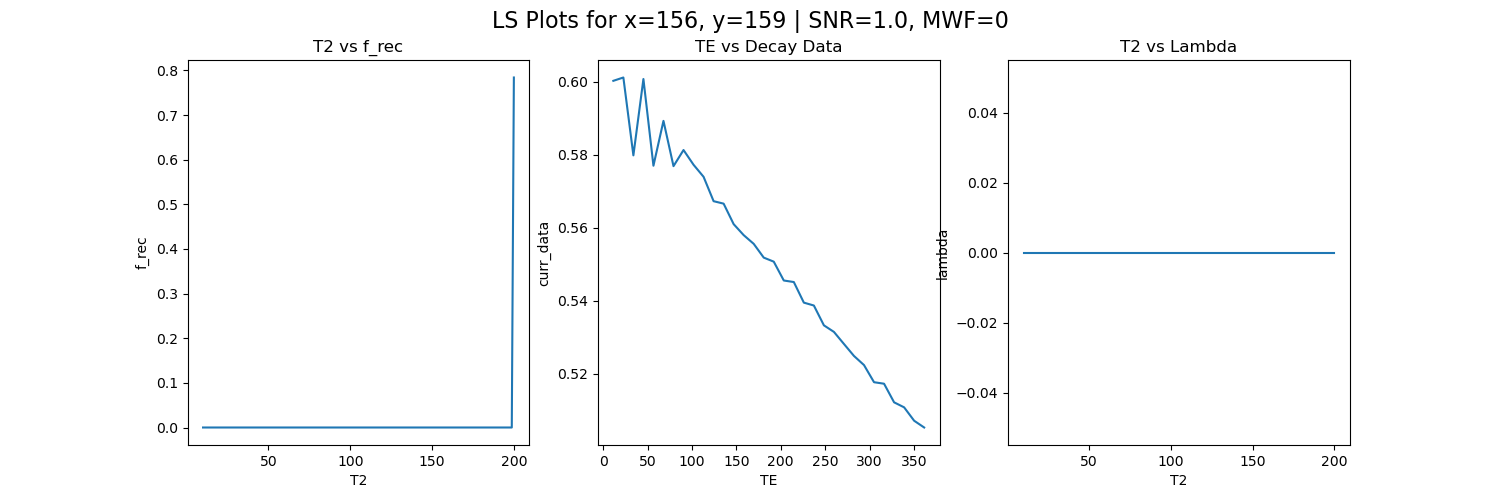 LS Plots for x=156, y=159 | SNR=1.0, MWF=0
T2 vs f_rec
f_rec
0.8
0.7
0.6
0.5
0.4
0.3
0.2
0.1
0.0
50 100 150 200
T2
TE vs Decay Data
curr_data
0.60
0.58
0.56
0.54
0.52
0 50 100 150 200 250 300 350
TE
T2 vs Lambda
lambda
0.04
0.02
0.00
−0.02
−0.04
50 100 150 200
T2